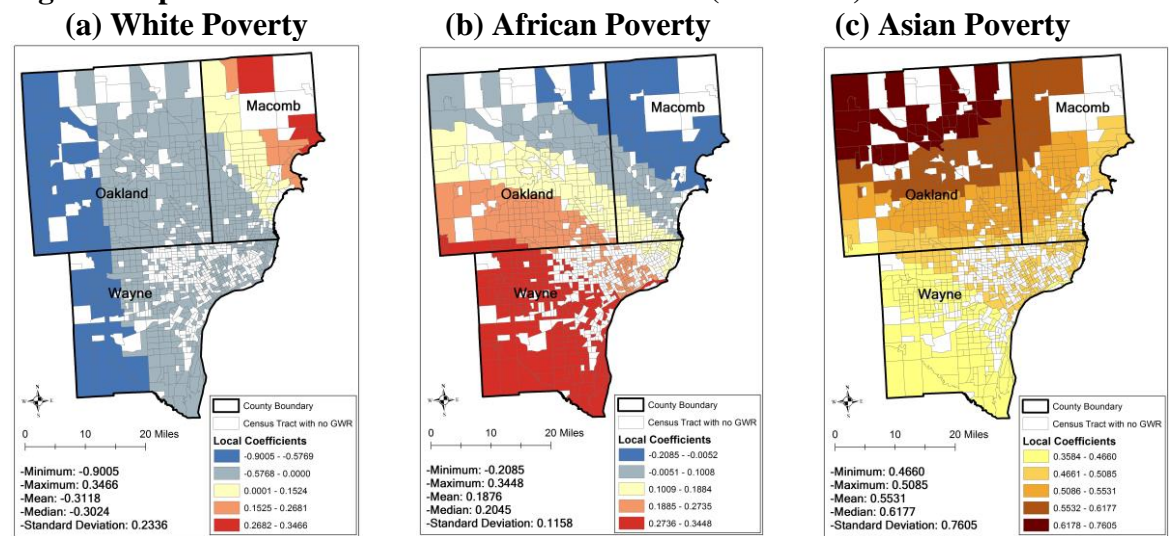 (a) White Poverty
(b) African Poverty
(c) Asian Poverty
Macomb
Oakland
Wayne
N
W E
S
0 10 20 Miles
-Minimum: -0.9005
-Maximum: 0.3466
-Mean: -0.3118
-Median: -0.3024
-Standard Deviation: 0.2336
County Boundary
Census Tract with no GWR
Local Coefficients
-0.9005 - -0.5769
-0.5768 - 0.0000
0.0001 - 0.1524
0.1525 - 0.2681
0.2682 - 0.3466
Macomb
Oakland
Wayne
N
W E
S
0 10 20 Miles
-Minimum: -0.2085
-Maximum: 0.3448
-Mean: 0.1876
-Median: 0.2045
-Standard Deviation: 0.1158
County Boundary
Census Tract with no GWR
Local Coefficients
-0.2085 - -0.0052
-0.0051 - 0.1008
0.1009 - 0.1884
0.1885 - 0.2735
0.2736 - 0.3448
Macomb
Oakland
Wayne
N
W E
S
0 10 20 Miles
-Minimum: 0.4660
-Maximum: 0.5085
-Mean: 0.5531
-Median: 0.6177
-Standard Deviation: 0.7605
County Boundary
Census Tract with no GWR
Local Coefficients
0.3584 - 0.4660
0.4661 - 0.5085
0.5086 - 0.5531
0.5532 - 0.6177
0.6178 - 0.7605